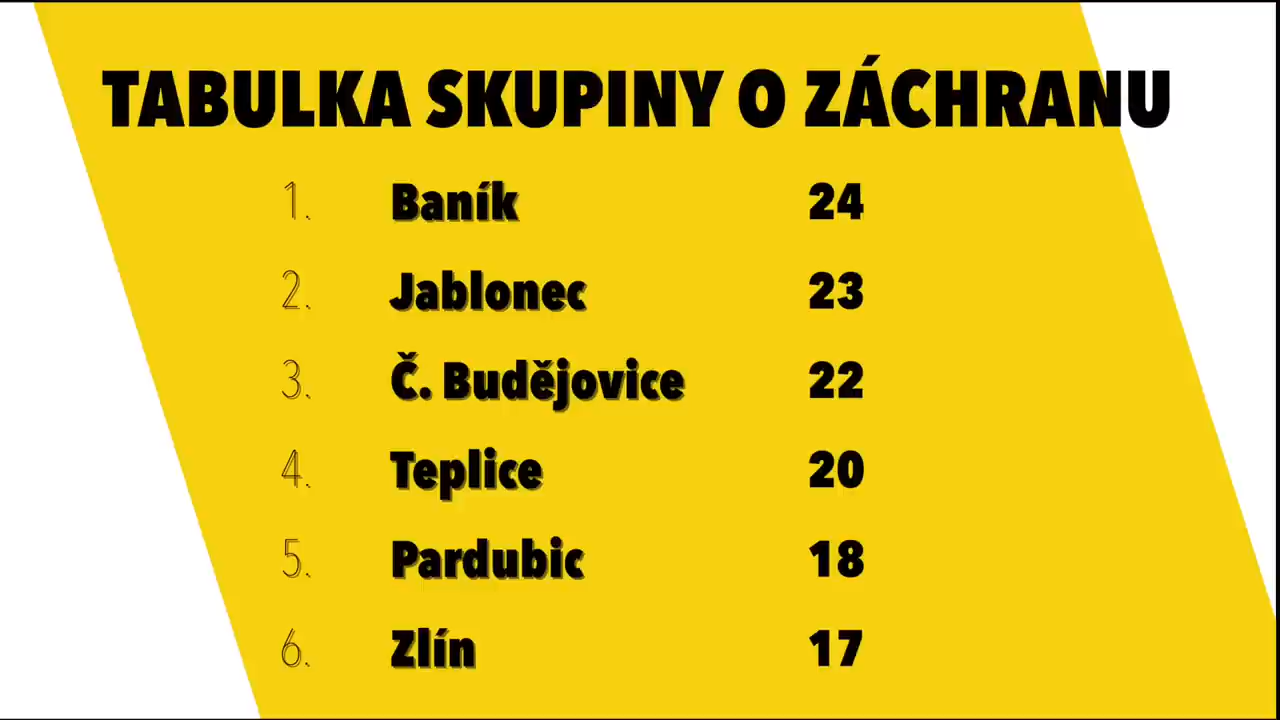 TABULKA SKUPINY O ZÁCHRANU
1. Baník 24
2. Jablonec 23
3. Č. Budějovice 22
4. Teplice 20
5. Pardubic 18
6. Zlín 17